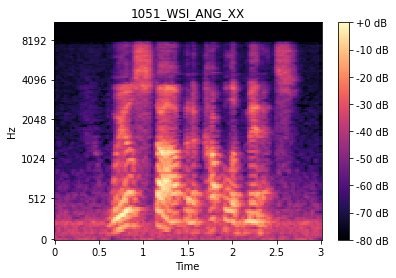 1051_WSI_ANG_XX
Hz
8192
4096
2048
1024
512
0
0 0.5 1 1.5 2 2.5 3
Time
+0 dB
-10 dB
-20 dB
-30 dB
-40 dB
-50 dB
-60 dB
-70 dB
-80 dB